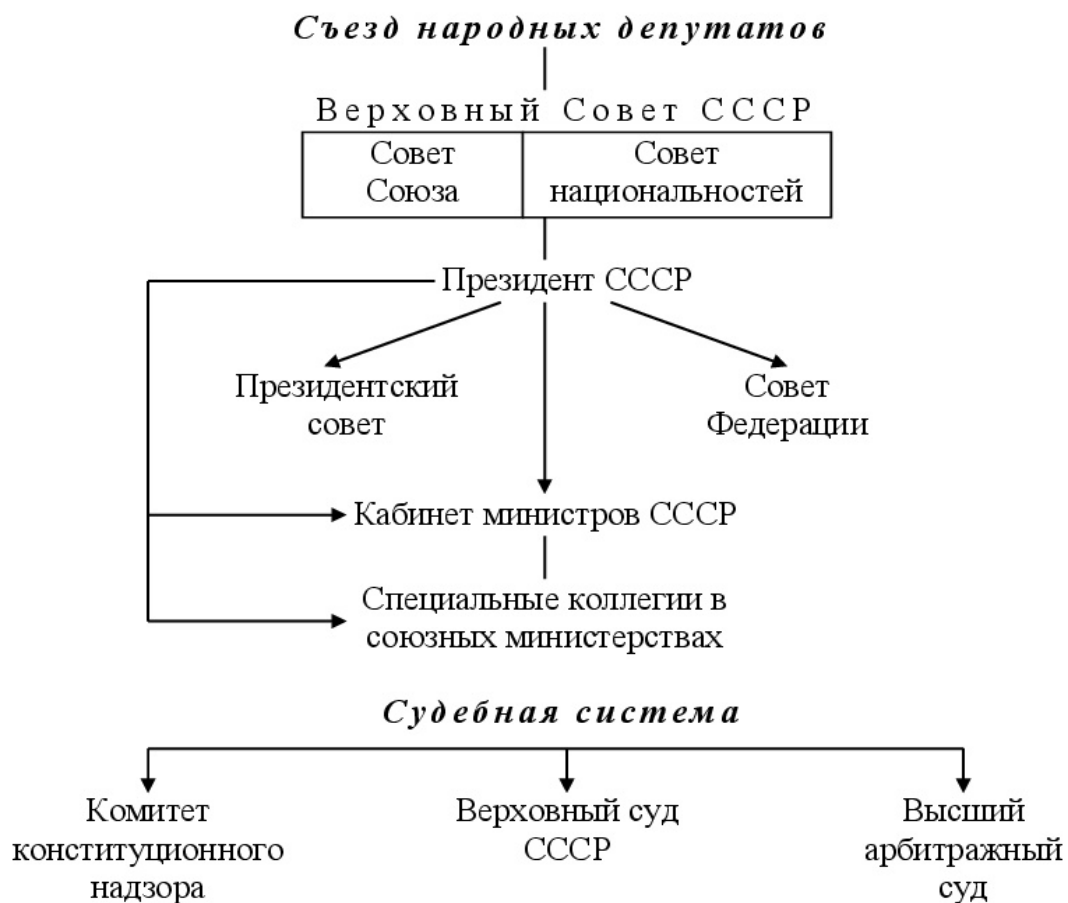 Съезд народных депутатов
Верховный Совет СССР
Совет
Союза
Совет
национальностей
Президент СССР
Президентский
совет
Совет
Федерации
Кабинет министров СССР
Специальные коллегии в
союзных министерствах
Судебная система
Комитет
конституционного
надзора
Верховный суд
СССР
Высший
арбитражный
суд